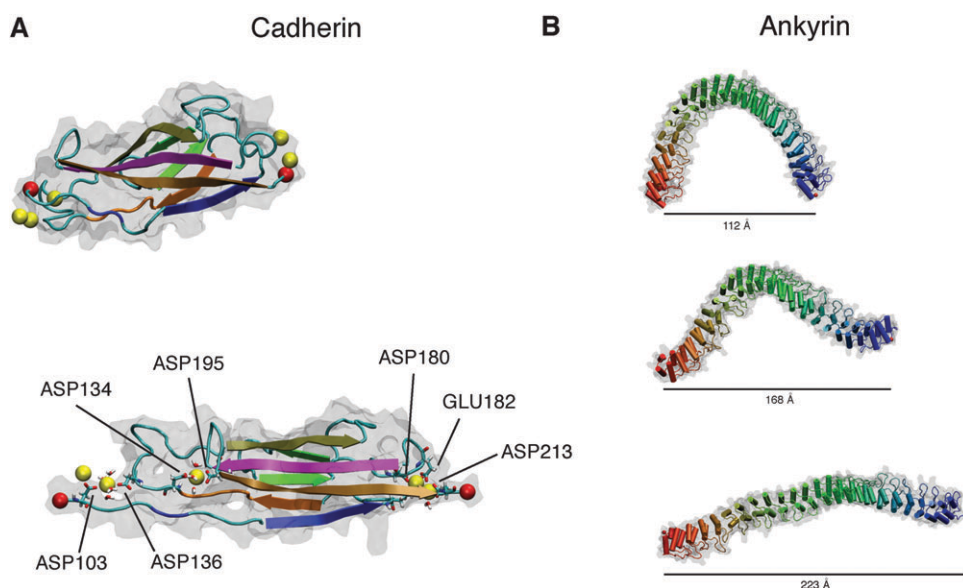 A
Cadherin
B
Ankyrin
112 Å
ASP195
ASP180
ASP134
GLU182
168 Å
ASP213
ASP103
ASP136
223 Å